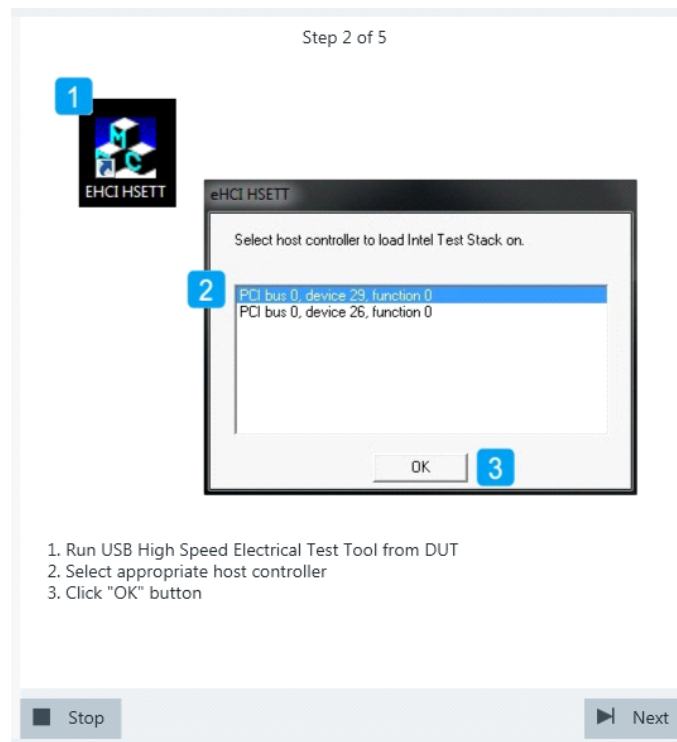 Step 2 of 5
1
EHCI HSETT
eHCI HSETT
Select host controller to load Intel Test Stack on.
2
PCI bus 0, device 29, function 0
PCI bus 0, device 26, function 0
OK
3
1. Run USB High Speed Electrical Test Tool from DUT
2. Select appropriate host controller
3. Click "OK" button
Stop
Next